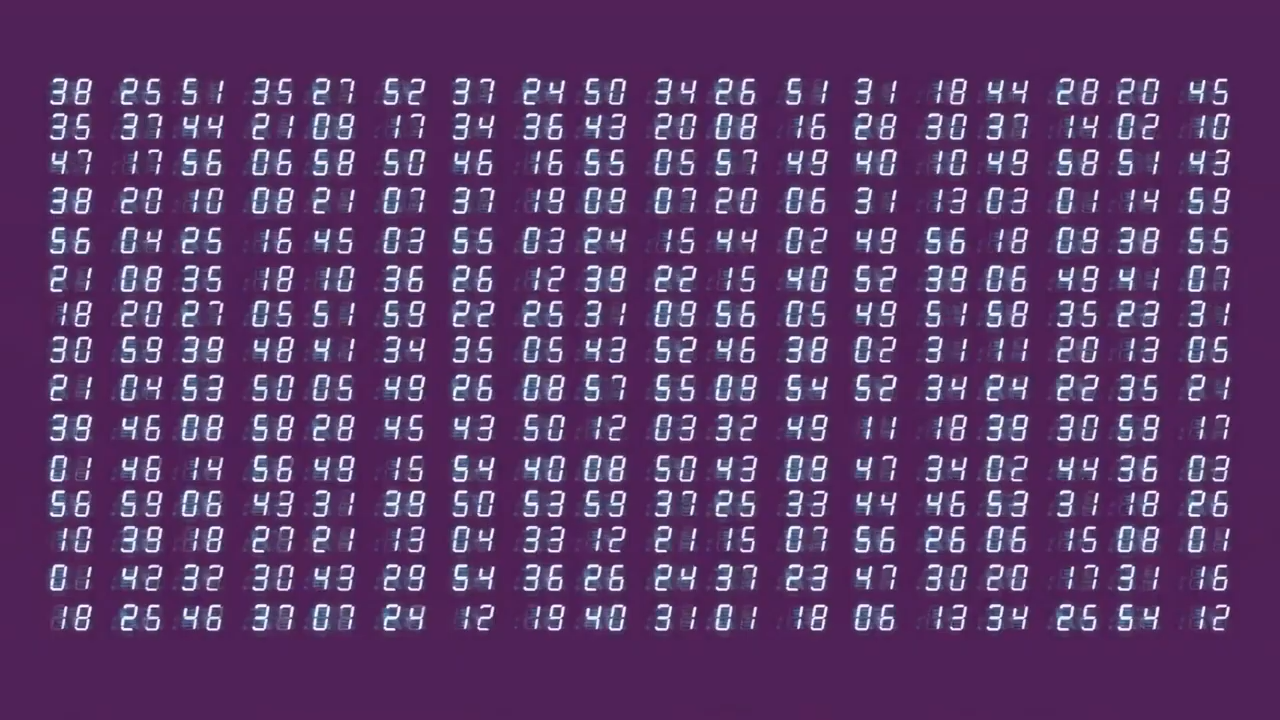 38 25 51 35 27 52 37 24 50 34 26 51 31 18 44 28 20 45
35 37 44 21 08 17 34 36 43 20 08 16 28 30 37 14 02 10
47 17 56 06 58 50 46 16 55 05 57 49 40 10 49 58 51 43
38 20 10 08 21 07 37 19 09 07 20 06 31 13 03 01 14 59
56 04 25 16 45 03 55 03 24 15 44 02 49 56 18 09 38 55
21 08 35 18 10 36 26 12 38 22 15 40 52 39 06 49 41 07
18 20 27 05 51 59 22 26 31 09 56 05 49 51 58 35 23 31
30 59 39 48 41 34 35 05 43 52 46 38 02 31 11 20 13 05
21 04 53 50 05 49 26 08 57 55 09 54 52 34 24 22 35 21
39 46 08 58 28 45 43 50 12 03 32 49 11 18 39 30 59 17
01 46 14 56 49 15 54 40 08 50 43 09 47 34 02 44 36 03
56 59 06 43 31 38 50 53 58 37 25 33 44 46 53 31 18 26
10 39 18 27 21 13 04 33 12 21 15 07 56 26 06 15 08 01
01 42 32 30 43 29 54 36 26 24 37 23 47 30 20 17 31 16
18 26 46 37 07 24 12 19 40 31 01 18 06 13 34 26 54 12